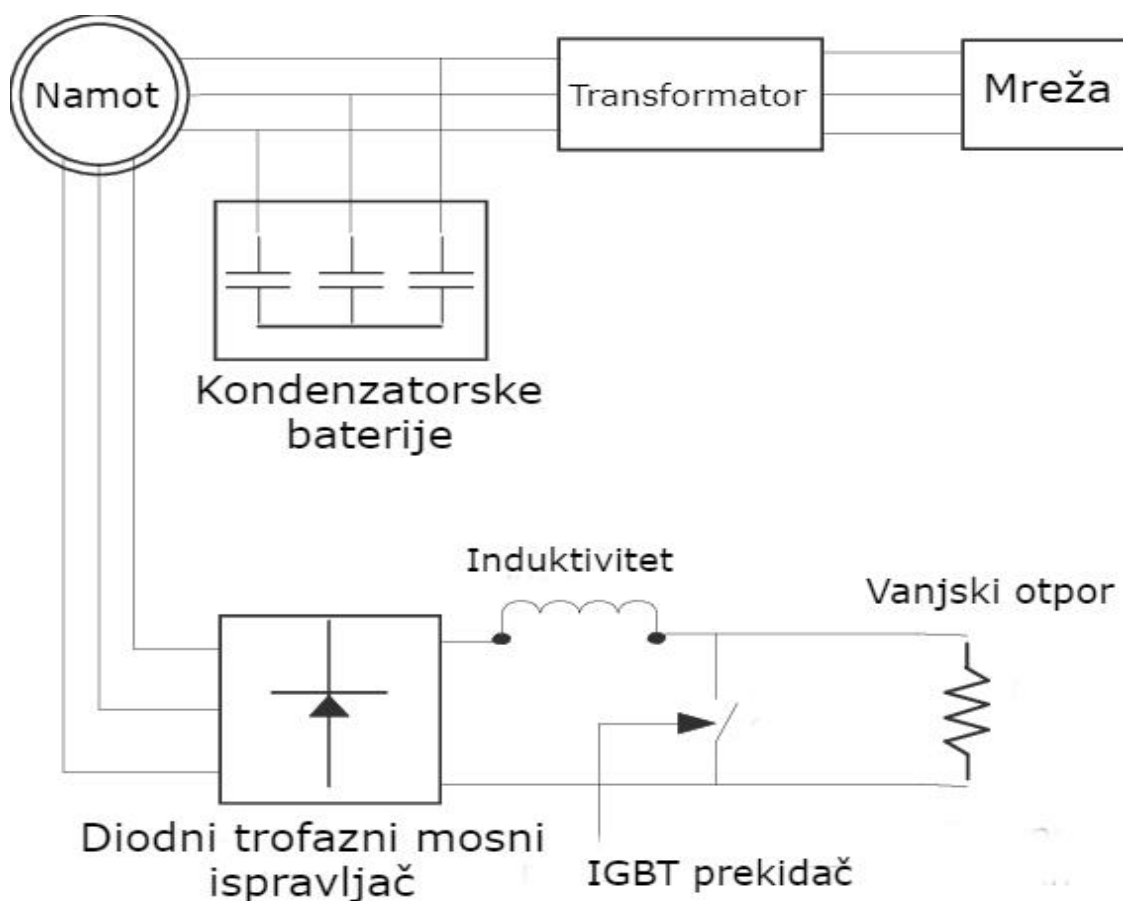 Namot
Transformator
Mreža
Kondenzatorske
baterije
Induktivitet
Vanjski otpor
Diodni trofazni mosni
ispravljač
IGBT prekidač